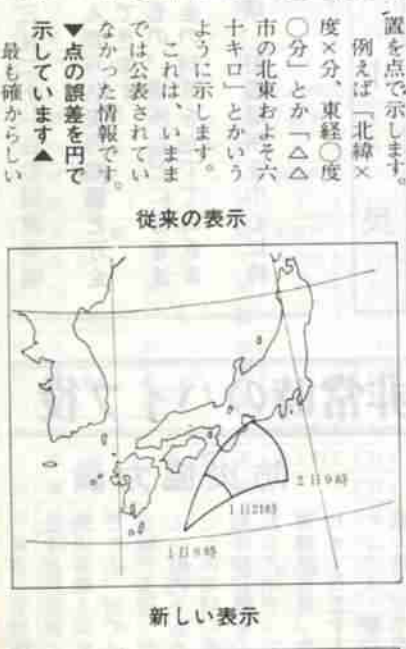 置を点で示します。
例えば「北緯×
度×分、東経〇度
〇分」とか「△△
市の北東およそ六
十キロ」とかいう
ように示します。
これは、いまま
では公表されてい
なかった情報です。
▼点の誤差を円で
示しています▲
最も確からしい
従来の表示
2日9時
1日21時
1日9時
新しい表示